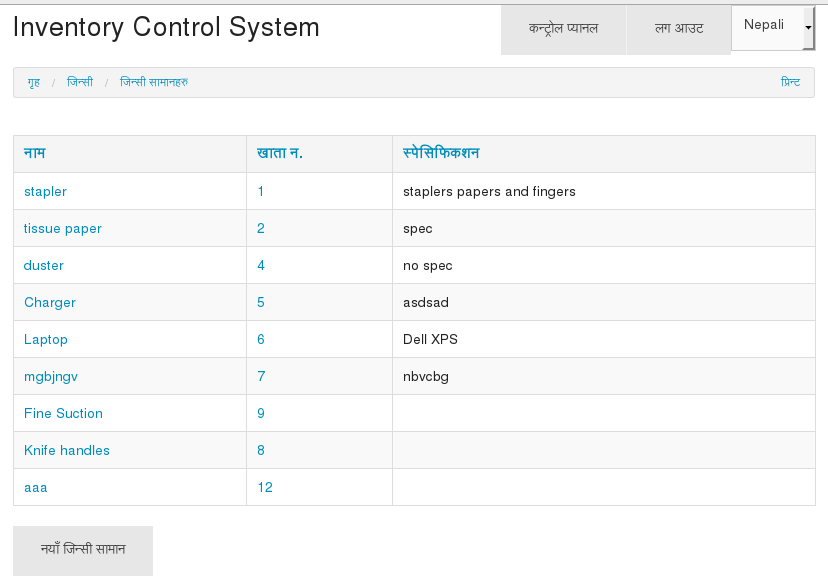 Inventory Control System
कन्ट्रोल प्यानल लग आउट Nepali
गृह / जिन्सी / जिन्सी सामानहरु प्रिन्ट
नाम खाता न. स्पेसिफिकशन
stapler 1 staplers papers and fingers
tissue paper 2 spec
duster 4 no spec
Charger 5 asdsad
Laptop 6 Dell XPS
mgbjngv 7 nbvcbg
Fine Suction 9
Knife handles 8
aaa 12
नयाँ जिन्सी सामान